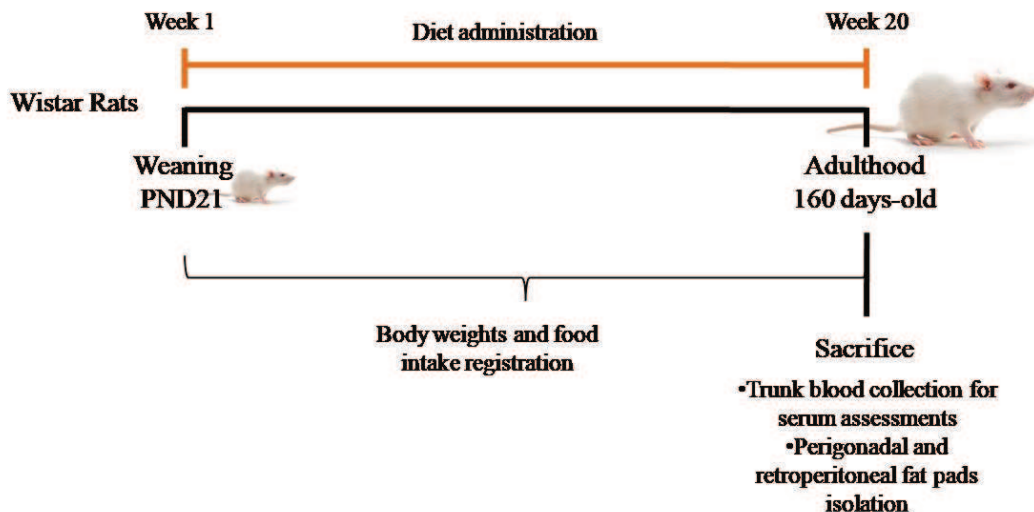 Week 1
Diet administration
Week 20
Wistar Rats
Weaning
PND21
Adulthood
160 days-old
Body weights and food
intake registration
Sacrifice
•Trunk blood collection for
serum assessments
•Perigonadal and
retroperitoneal fat pads
isolation